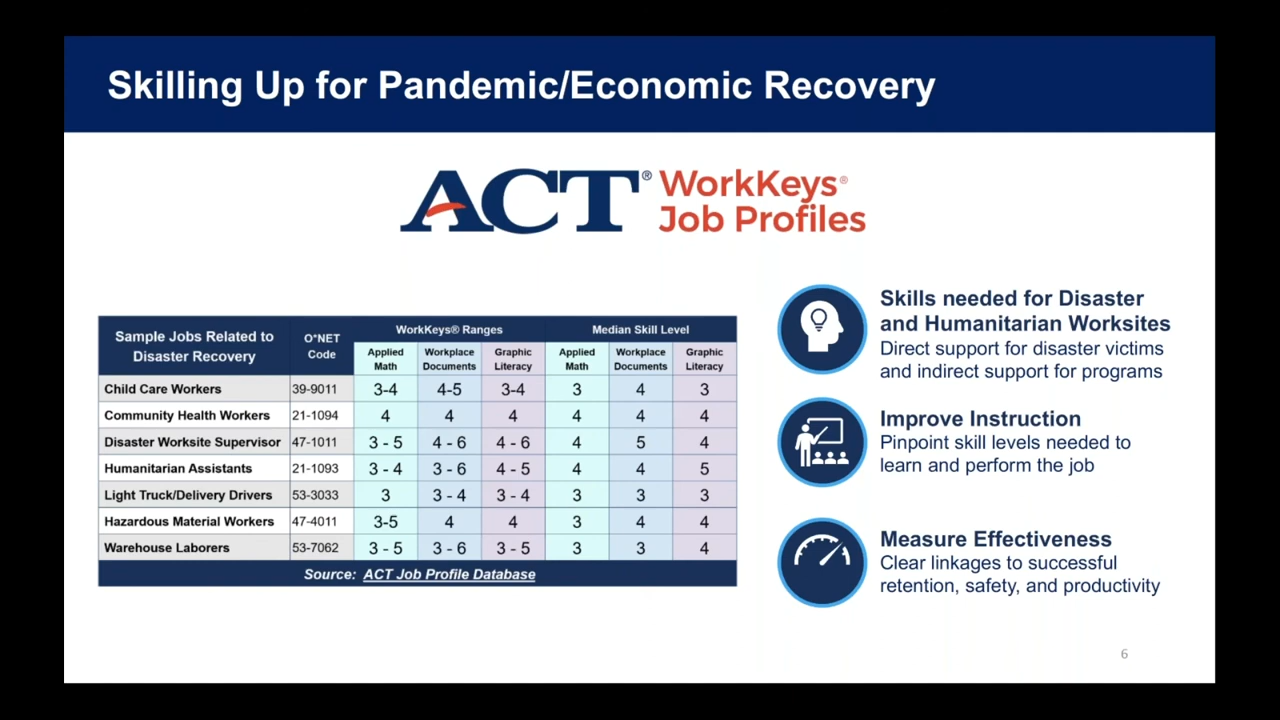 Skilling Up for Pandemic/Economic Recovery
ACT® WorkKeys®
Job Profiles
Sample Jobs Related to Disaster Recovery O*NET Code WorkKeys® Ranges Median Skill Level
Applied Math Workplace Documents Graphic Literacy Applied Math Workplace Documents Graphic Literacy
Child Care Workers 39-9011 3-4 4-5 3-4 3 4 3
Community Health Workers 21-1094 4 4 4 4 4 4
Disaster Worksite Supervisor 47-1011 3 - 5 4 - 6 4 - 6 4 5 4
Humanitarian Assistants 21-1093 3 - 4 3 - 6 4 - 5 4 4 5
Light Truck/Delivery Drivers 53-3033 3 3 - 4 3 - 4 3 3 3
Hazardous Material Workers 47-4011 3-5 4 4 3 4 4
Warehouse Laborers 53-7062 3 - 5 3 - 6 3 - 5 3 3 4
Source: ACT Job Profile Database
Skills needed for Disaster
and Humanitarian Worksites
Direct support for disaster victims
and indirect support for programs
Improve Instruction
Pinpoint skill levels needed to
learn and perform the job
Measure Effectiveness
Clear linkages to successful
retention, safety, and productivity
6